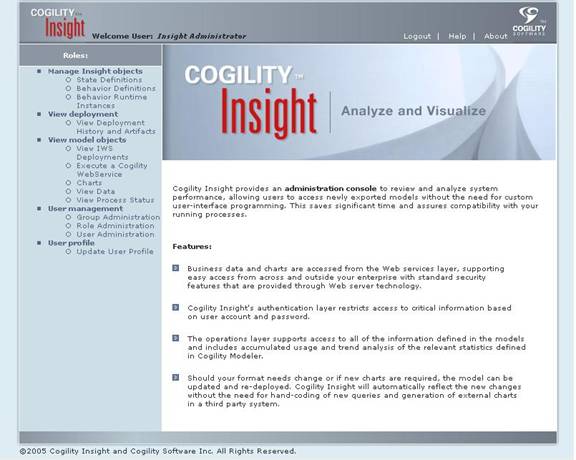 COGILITY
Insight
Welcome User: Insight Administrator
Logout | Help | About
COGILITY
SOFTWARE
Roles:
Manage Insight objects
State Definitions
Behavior Definitions
Behavior Runtime
Instances
View deployment
View Deployment
History and Artifacts
View model objects
View IWS
Deployments
Execute a Cogility
WebService
Charts
View Data
View Process Status
User management
Group Administration
Role Administration
User Administration
User profile
Update User Profile
COGILITY™
Insight
Analyze and Visualize
Cogility Insight provides an administration console to review and analyze system
performance, allowing users to access newly exported models without the need for custom
user-interface programming. This saves significant time and assures compatibility with your
running processes.
Features:
Business data and charts are accessed from the Web services layer, supporting
easy access from across and outside your enterprise with standard security
features that are provided through Web server technology.
Cogility Insight's authentication layer restricts access to critical information based
on user account and password.
The operations layer supports access to all of the information defined in the models
and includes accumulated usage and trend analysis of the relevant statistics defined
in Cogility Modeler.
Should your format needs change or if new charts are required, the model can be
updated and re-deployed. Cogility Insight will automatically reflect the new changes
without the need for hand-coding of new queries and generation of external charts
in a third party system.
©2005 Cogility Insight and Cogility Software Inc. All Rights Reserved.